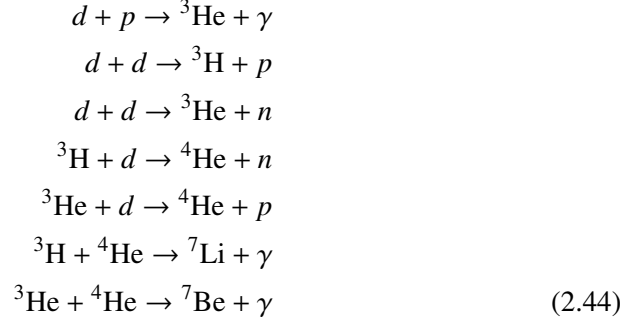 d + p → ³He + γ
d + d → ³H + p
d + d → ³He + n
³H + d → ⁴He + n
³He + d → ⁴He + p
³H + ⁴He → ⁷Li + γ
³He + ⁴He → ⁷Be + γ (2.44)